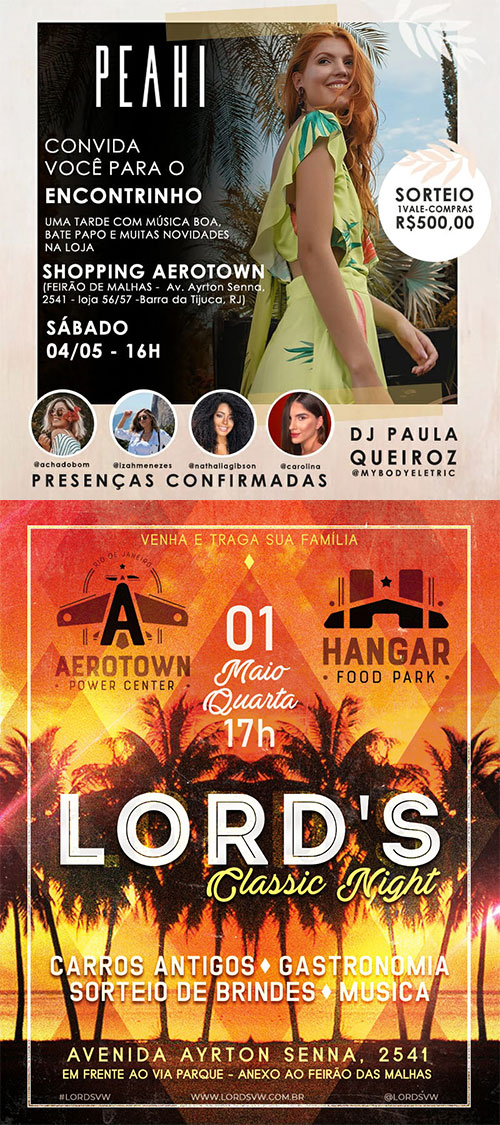 PEAHI
CONVIDA
VOCÊ PARA O
ENCONTRINHO
UMA TARDE COM MÚSICA BOA,
BATE PAPO E MUITAS NOVIDADES
NA LOJA
SHOPPING AEROTOWN
(FEIRÃO DE MALHAS - Av. Ayrton Senna,
2541 - loja 56/57 -Barra da Tijuca, RJ)
SÁBADO
04/05 - 16H
SORTEIO
1 VALE-COMPRAS
R$500,00
@achadobom @izahmenezes @nathaliagibson @carolina
PRESENÇAS CONFIRMADAS
DJ PAULA
QUEIROZ
@MYBODYELETRIC
VENHA E TRAGA SUA FAMÍLIA
RIO DE JANEIRO
A
AEROTOWN
POWER CENTER
01
Maio
Quarta
17h
H
HANGAR
FOOD PARK
LORD'S
Classic Night
CARROS ANTIGOS ♦ GASTRONOMIA
SORTEIO DE BRINDES ♦ MUSICA
AVENIDA AYRTON SENNA, 2541
EM FRENTE AO VIA PARQUE - ANEXO AO FEIRÃO DAS MALHAS
#LORDSVW WWW.LORDSVW.COM.BR @LORDSVW